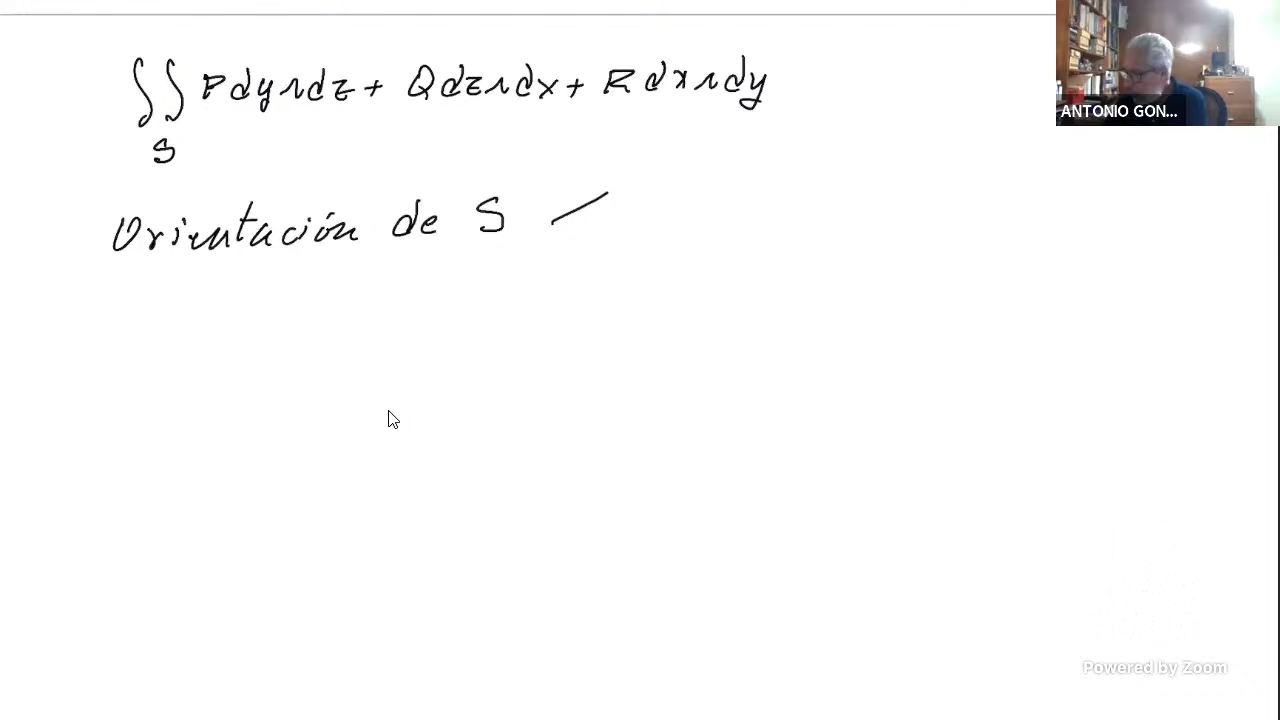 ∬ P dy∧dz + Q dz∧dx + R dx∧dy
S
Orientación de S
ANTONIO GON...
Powered by Zoom